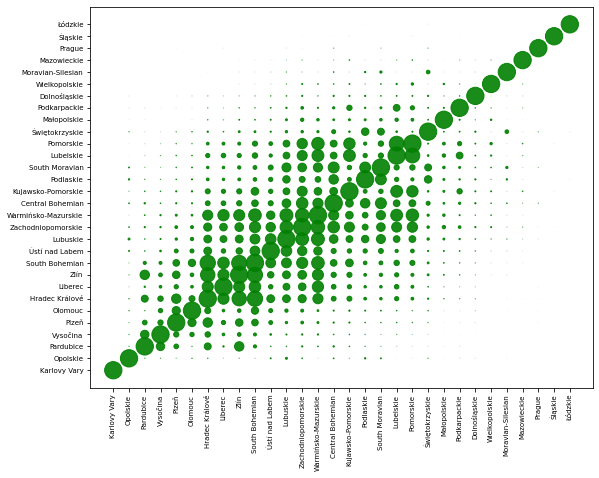 Łódzkie
Śląskie
Prague
Mazowieckie
Moravian-Silesian
Wielkopolskie
Dolnośląskie
Podkarpackie
Małopolskie
Świętokrzyskie
Pomorskie
Lubelskie
South Moravian
Podlaskie
Kujawsko-Pomorskie
Central Bohemian
Warmińsko-Mazurskie
Zachodniopomorskie
Lubuskie
Ústí nad Labem
South Bohemian
Zlín
Liberec
Hradec Králové
Olomouc
Plzeň
Vysočina
Pardubice
Opolskie
Karlovy Vary
Karlovy Vary
Opolskie
Pardubice
Vysočina
Plzeň
Olomouc
Hradec Králové
Liberec
Zlín
South Bohemian
Ústí nad Labem
Lubuskie
Zachodniopomorskie
Warmińsko-Mazurskie
Central Bohemian
Kujawsko-Pomorskie
Podlaskie
South Moravian
Lubelskie
Pomorskie
Świętokrzyskie
Małopolskie
Podkarpackie
Dolnośląskie
Wielkopolskie
Moravian-Silesian
Mazowieckie
Prague
Śląskie
Łódzkie